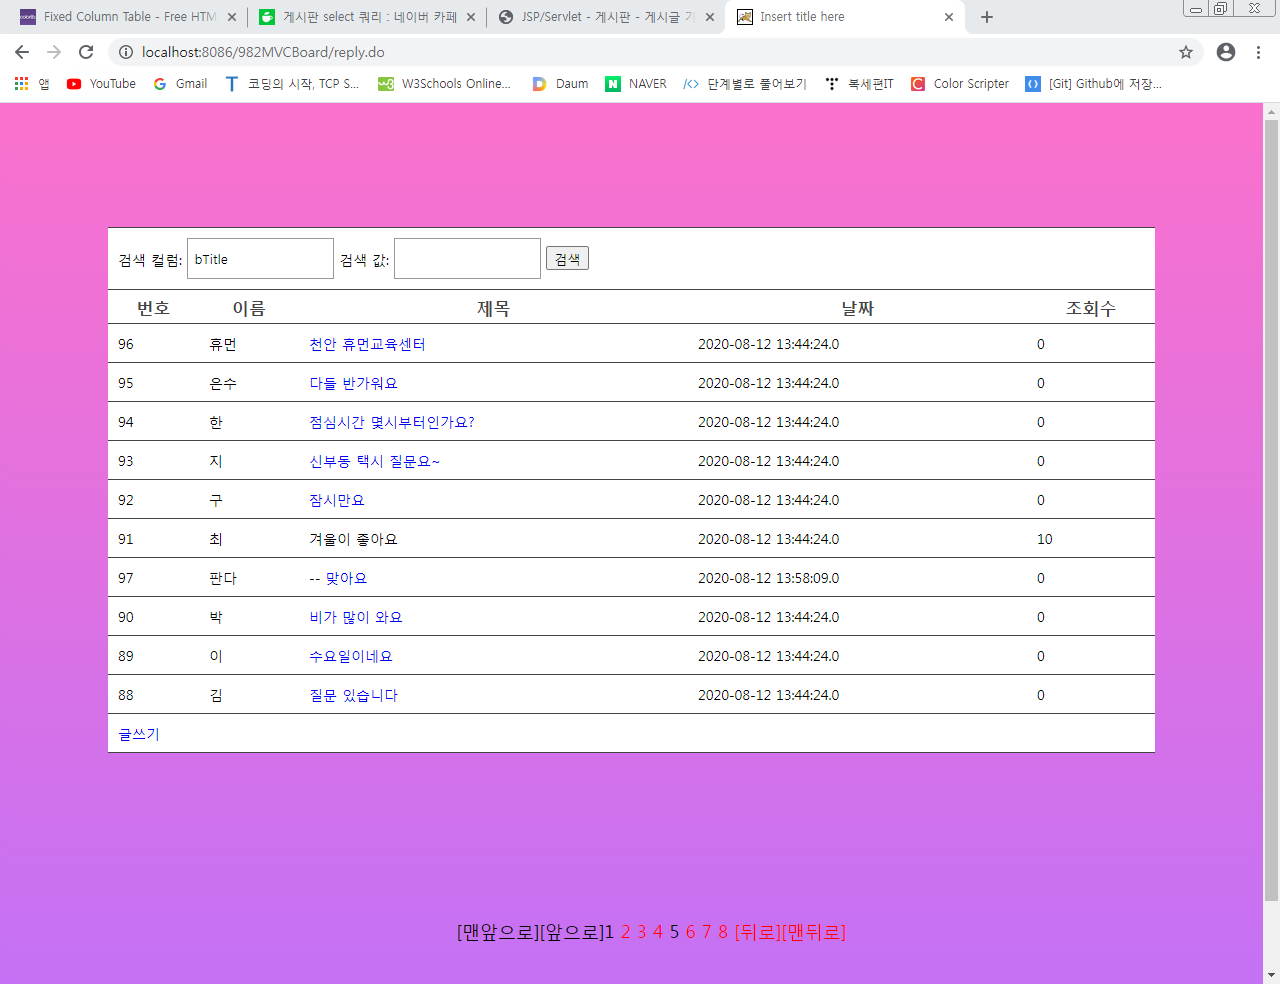 Fixed Column Table - Free HTM
게시판 select 쿼리 : 네이버 카페
JSP/Servlet - 게시판 - 게시글 기
Insert title here
localhost:8086/982MVCBoard/reply.do
앱 YouTube Gmail 코딩의 시작, TCP S... W3Schools Online... Daum NAVER 단계별로 풀어보기 복세편IT Color Scripter [Git] Github에 저장...
검색 컬럼: bTitle 검색 값: 검색
번호 이름 제목 날짜 조회수
96 휴먼 천안 휴먼교육센터 2020-08-12 13:44:24.0 0
95 은수 다들 반가워요 2020-08-12 13:44:24.0 0
94 한 점심시간 몇시부터인가요? 2020-08-12 13:44:24.0 0
93 지 신부동 택시 질문요~ 2020-08-12 13:44:24.0 0
92 구 잠시만요 2020-08-12 13:44:24.0 0
91 최 겨울이 좋아요 2020-08-12 13:44:24.0 10
97 판다 -- 맞아요 2020-08-12 13:58:09.0 0
90 박 비가 많이 와요 2020-08-12 13:44:24.0 0
89 이 수요일이네요 2020-08-12 13:44:24.0 0
88 김 질문 있습니다 2020-08-12 13:44:24.0 0
글쓰기
[맨앞으로][앞으로]1 2 3 4 5 6 7 8 [뒤로][맨뒤로]